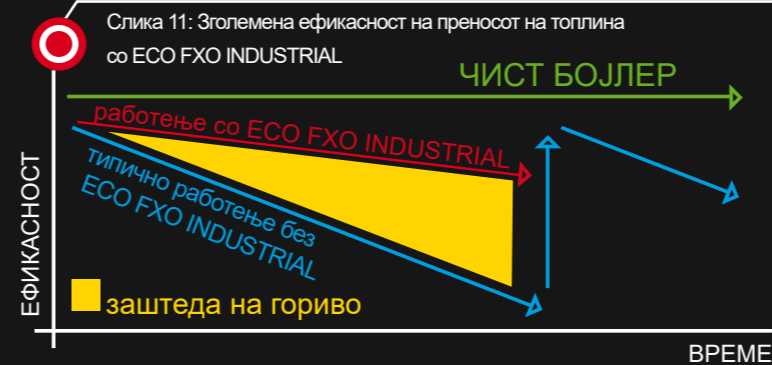 Слика 11: Зголемена ефикасност на преносот на топлина
со ECO FXO INDUSTRIAL
ЧИСТ БОЈЛЕР
работење со ECO FXO INDUSTRIAL
типично работење без
ECO FXO INDUSTRIAL
ЕФИКАСНОСТ
заштеда на гориво
ВРЕМЕ